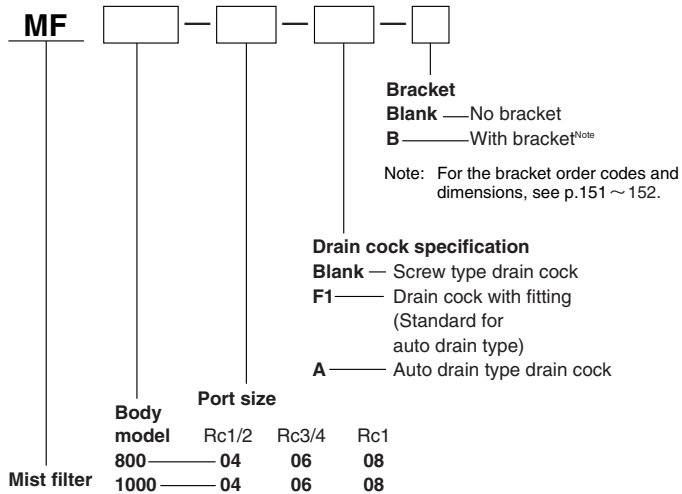 MF
Bracket
Blank No bracket
B With bracketNote
Note: For the bracket order codes and
dimensions, see p.151～152.
Drain cock specification
Blank Screw type drain cock
F1 Drain cock with fitting
(Standard for
auto drain type)
A Auto drain type drain cock
Port size
Body
model Rc1/2 Rc3/4 Rc1
800 04 06 08
Mist filter 1000 04 06 08